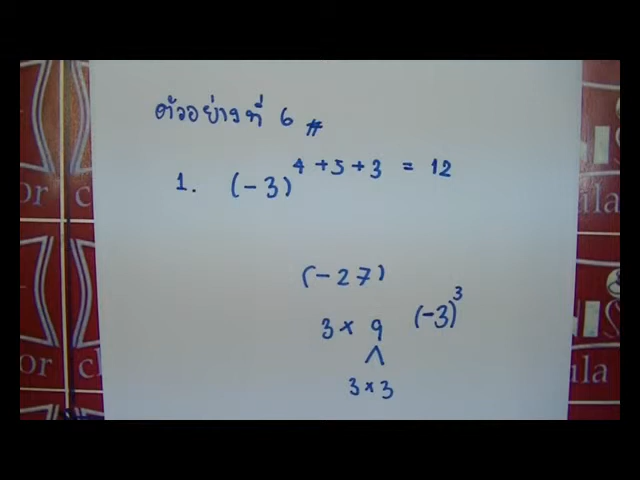 ตัวอย่างที่ 6 #
1. (-3)^{4+5+3 = 12}
(-27)
3 × 9 (-3)^3
3 × 3